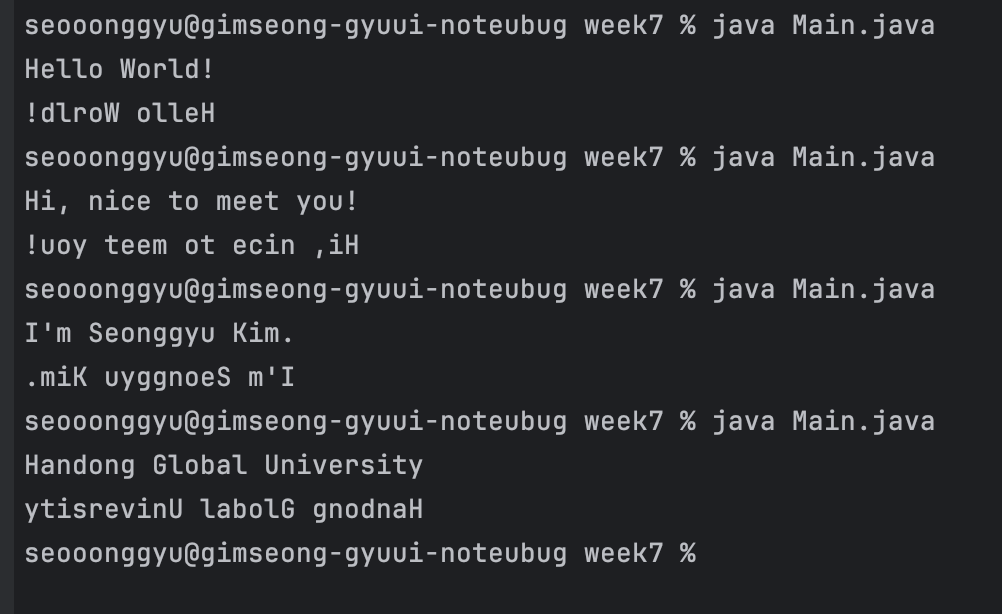 seooonggyu@gimseong-gyuui-noteubug week7 % java Main.java
Hello World!
!dlroW olleH
seooonggyu@gimseong-gyuui-noteubug week7 % java Main.java
Hi, nice to meet you!
!uoy teem ot ecin ,iH
seooonggyu@gimseong-gyuui-noteubug week7 % java Main.java
I'm Seonggyu Kim.
.miK uyggnoeS m'I
seooonggyu@gimseong-gyuui-noteubug week7 % java Main.java
Handong Global University
ytisrevinU labolG gnodnaH
seooonggyu@gimseong-gyuui-noteubug week7 %